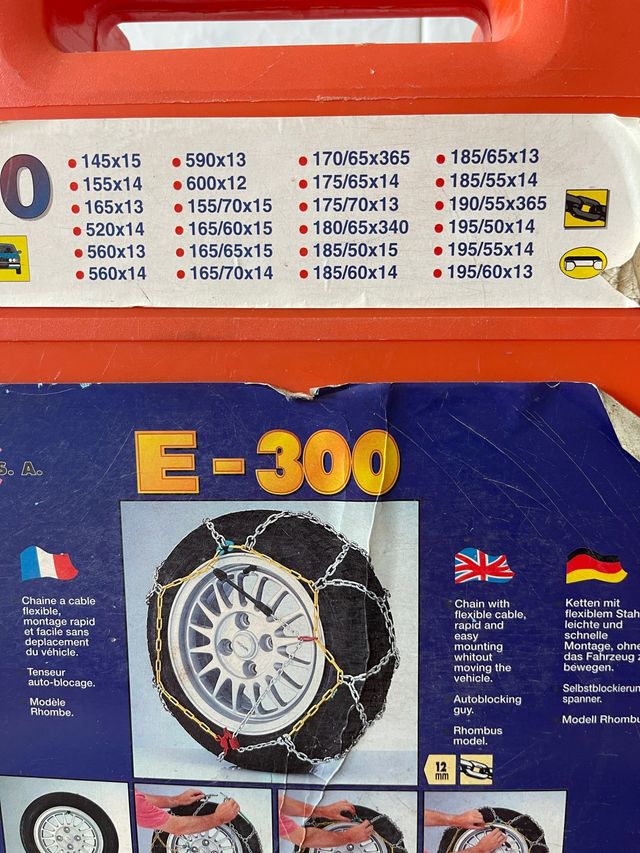 0
145x15
155x14
165x13
520x14
560x13
560x14
590x13
600x12
155/70x15
165/60x15
165/65x15
165/70x14
170/65x365
175/65x14
175/70x13
180/65x340
185/50x15
185/60x14
185/65x13
185/55x14
190/55x365
195/50x14
195/55x14
195/60x13
S. A.
E-300
Chaine a cable
flexible,
montage rapid
et facile sans
deplacement
du véhicle.
Tenseur
auto-blocage.
Modèle
Rhombe.
Chain with
flexible cable,
rapid and
easy
mounting
whitout
moving the
vehicle.
Autoblocking
guy.
Rhombus
model.
12
mm
Ketten mit
flexiblem Stah
leichte und
schnelle
Montage, ohne
das Fahrzeug z
bewegen.
Selbstblockierun
spanner.
Modell Rhombu